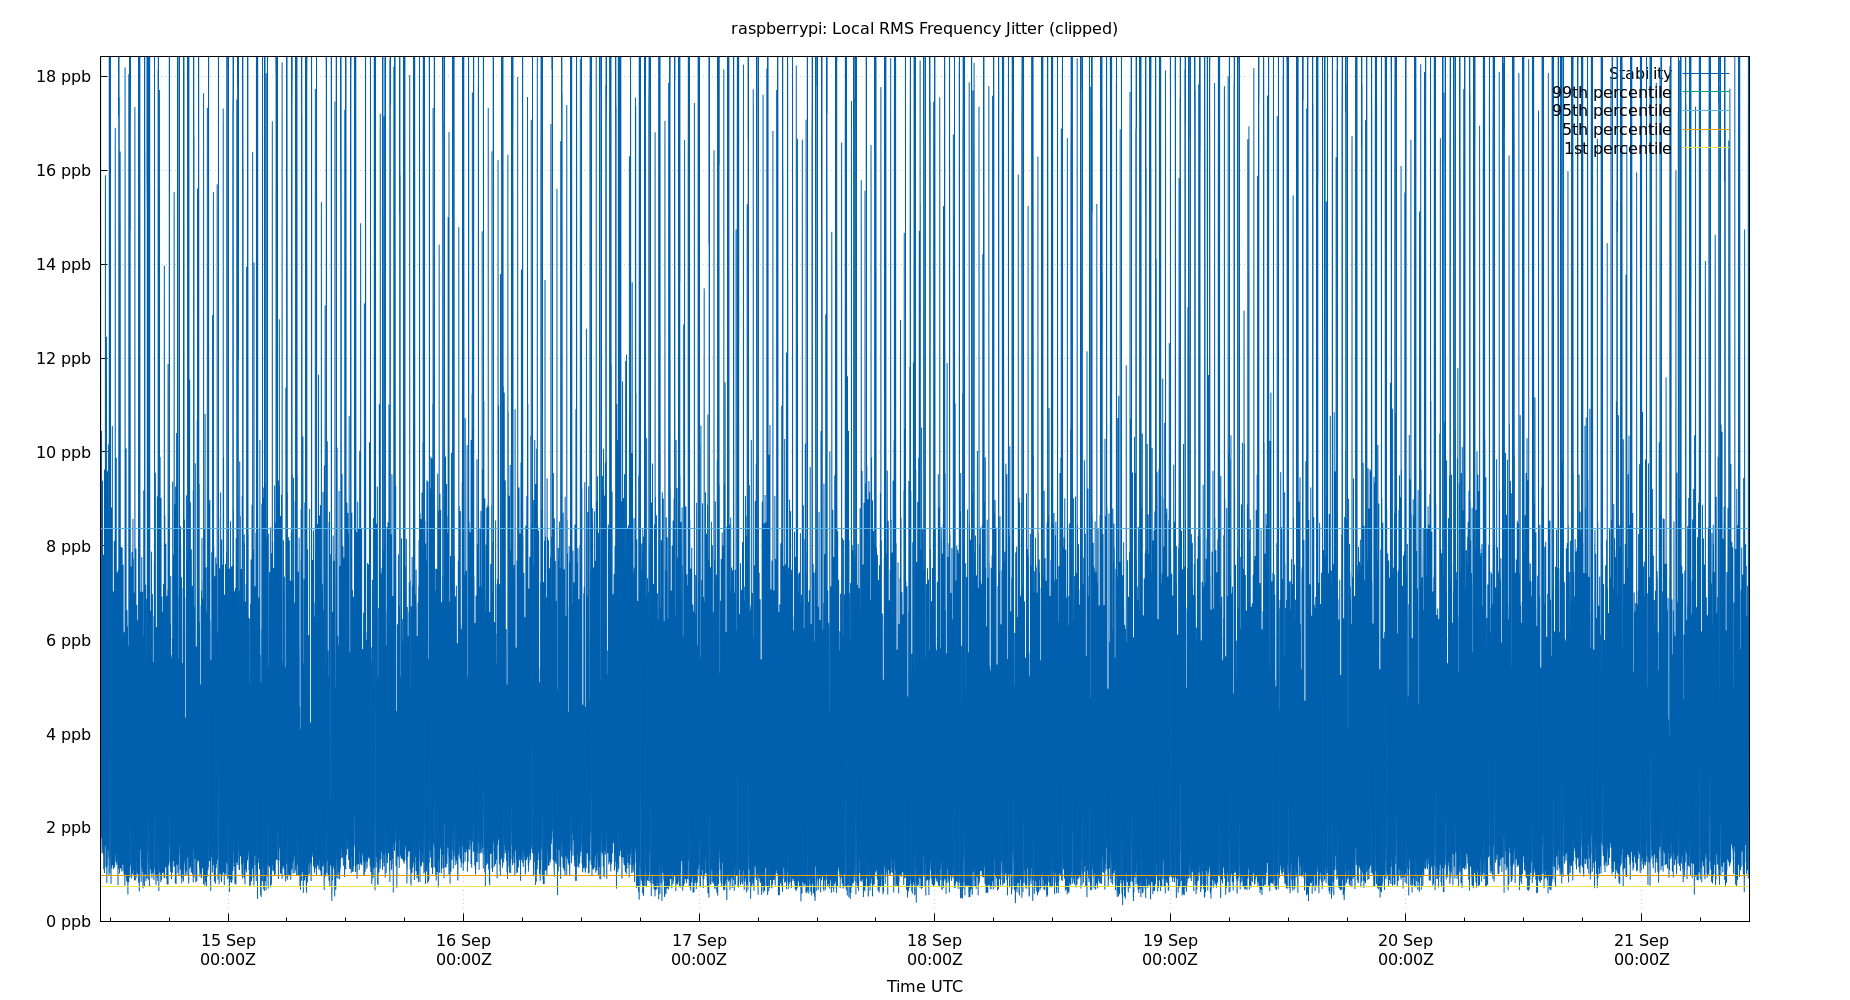 raspberrypi: Local RMS Frequency Jitter (clipped)
18 ppb
16 ppb
14 ppb
12 ppb
10 ppb
8 ppb
6 ppb
4 ppb
2 ppb
0 ppb
Stability
99th percentile
95th percentile
5th percentile
1st percentile
15 Sep
00:00Z
16 Sep
00:00Z
17 Sep
00:00Z
18 Sep
00:00Z
19 Sep
00:00Z
20 Sep
00:00Z
21 Sep
00:00Z
Time UTC